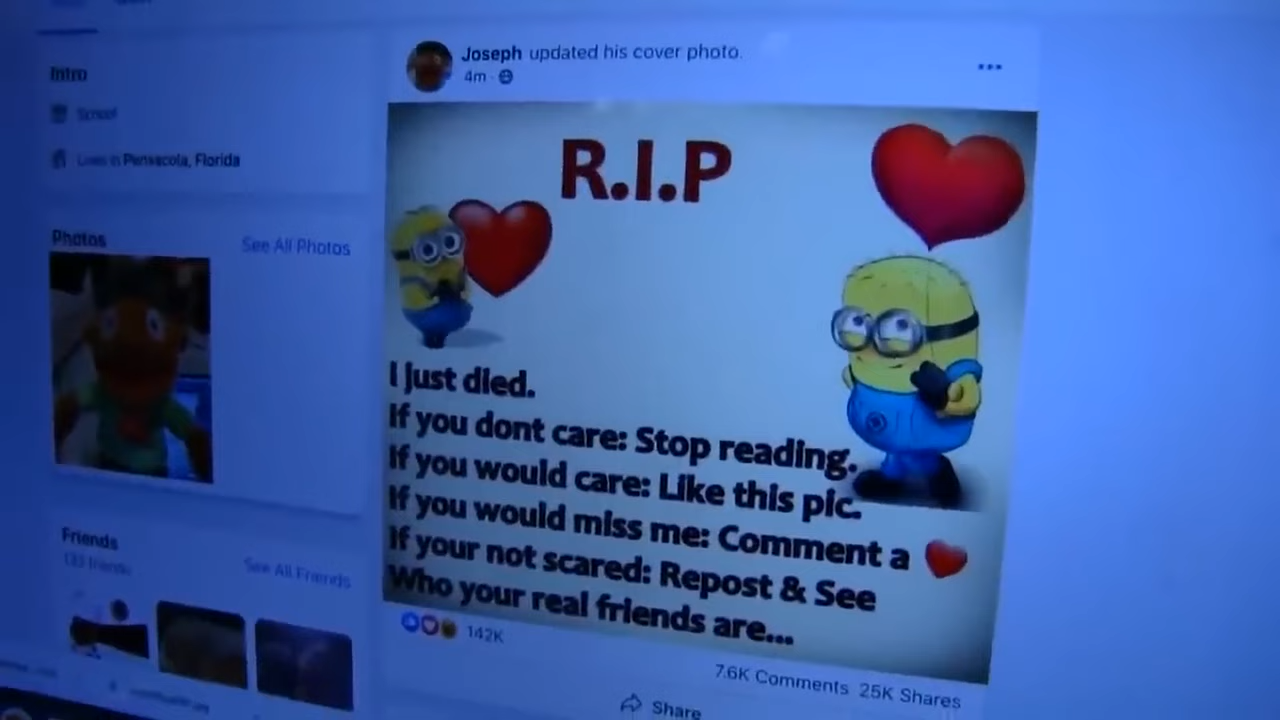 Joseph updated his cover photo.
4m
Intro
School
Lives in Pensacola, Florida
Photos
See All Photos
Friends
133 friends
See All Friends
R.I.P
I just died.
If you dont care: Stop reading.
If you would care: Like this pic.
If you would miss me: Comment a
If your not scared: Repost & See
Who your real friends are...
142K
7.6K Comments 25K Shares
Share